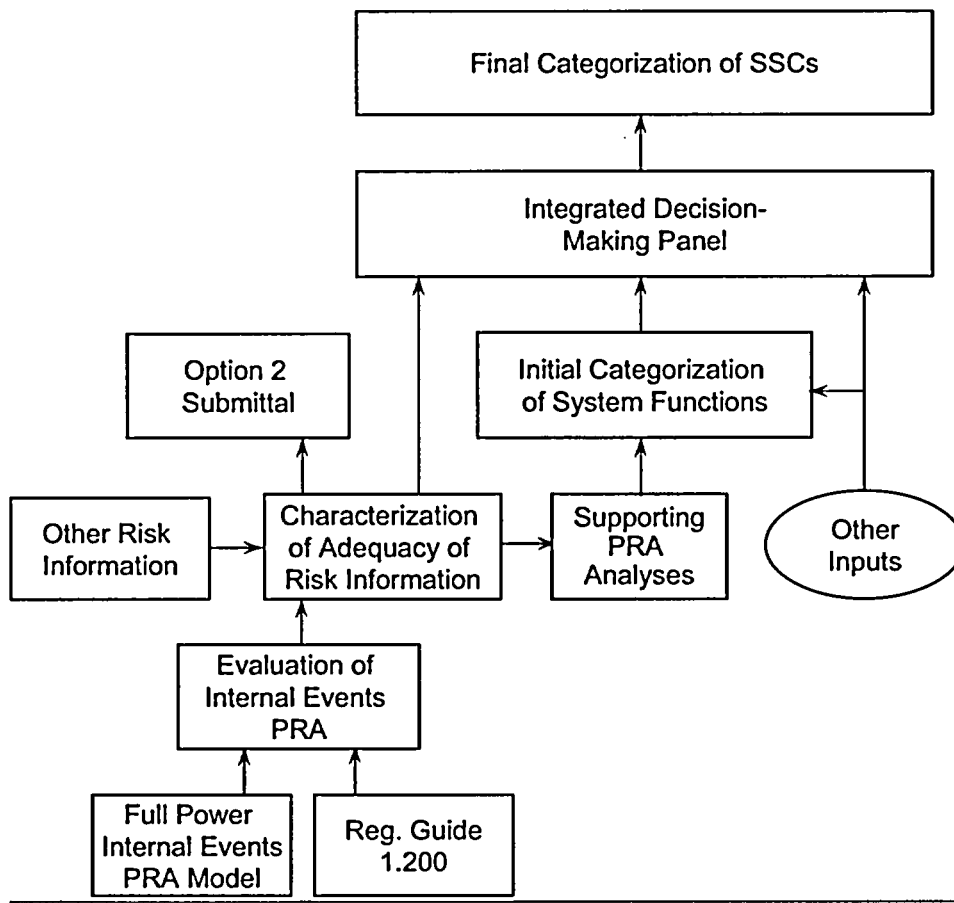 Final Categorization of SSCs
Integrated Decision-
Making Panel
Option 2
Submittal
Initial Categorization
of System Functions
Other Risk
Information
Characterization
of Adequacy of
Risk Information
Supporting
PRA
Analyses
Other
Inputs
Evaluation of
Internal Events
PRA
Full Power
Internal Events
PRA Model
Reg. Guide
1.200